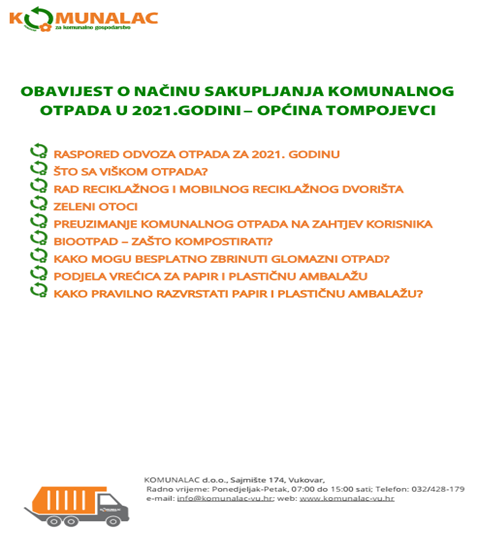 KOMUNALAC
za komunalno gospodarstvo
OBAVIJEST O NAČINU SAKUPLJANJA KOMUNALNOG
OTPADA U 2021.GODINI – OPĆINA TOMPOJEVCI
RASPORED ODVOZA OTPADA ZA 2021. GODINU
ŠTO SA VIŠKOM OTPADA?
RAD RECIKLAŽNOG I MOBILNOG RECIKLAŽNOG DVORIŠTA
ZELENI OTOCI
PREUZIMANJE KOMUNALNOG OTPADA NA ZAHTJEV KORISNIKA
BIOOTPAD – ZAŠTO KOMPOSTIRATI?
KAKO MOGU BESPLATNO ZBRINUTI GLOMAZNI OTPAD?
PODJELA VREĆICA ZA PAPIR I PLASTIČNU AMBALAŽU
KAKO PRAVILNO RAZVRSTATI PAPIR I PLASTIČNU AMBALAŽU?
KOMUNALAC d.o.o., Sajmište 174, Vukovar,
Radno vrijeme: Ponedjeljak-Petak, 07:00 do 15:00 sati; Telefon: 032/428-179
e-mail: info@komunalac-vu.hr; web: www.komunalac-vu.hr